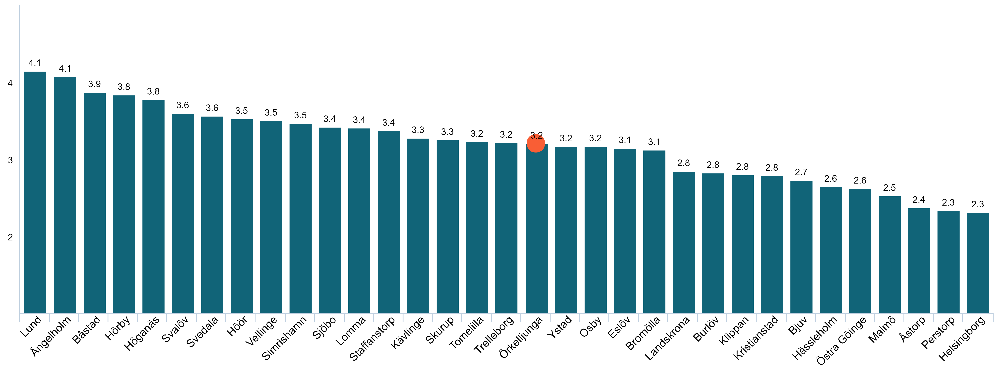 4.1
4.1
3.9
3.8
3.8
3.6
3.6
3.5
3.5
3.5
3.4
3.4
3.4
3.3
3.3
3.2
3.2
3.2
3.2
3.2
3.1
3.1
2.8
2.8
2.8
2.8
2.7
2.6
2.6
2.5
2.4
2.3
2.3
4
3
2
Lund
Ängelholm
Båstad
Hörby
Höganäs
Svalöv
Svedala
Höör
Vellinge
Simrishamn
Sjöbo
Lomma
Staffanstorp
Kävlinge
Skurup
Tomelilla
Trelleborg
Örkelljunga
Ystad
Osby
Eslöv
Bromölla
Landskrona
Burlöv
Klippan
Kristianstad
Bjuv
Hässleholm
Östra Göinge
Malmö
Åstorp
Perstorp
Helsingborg